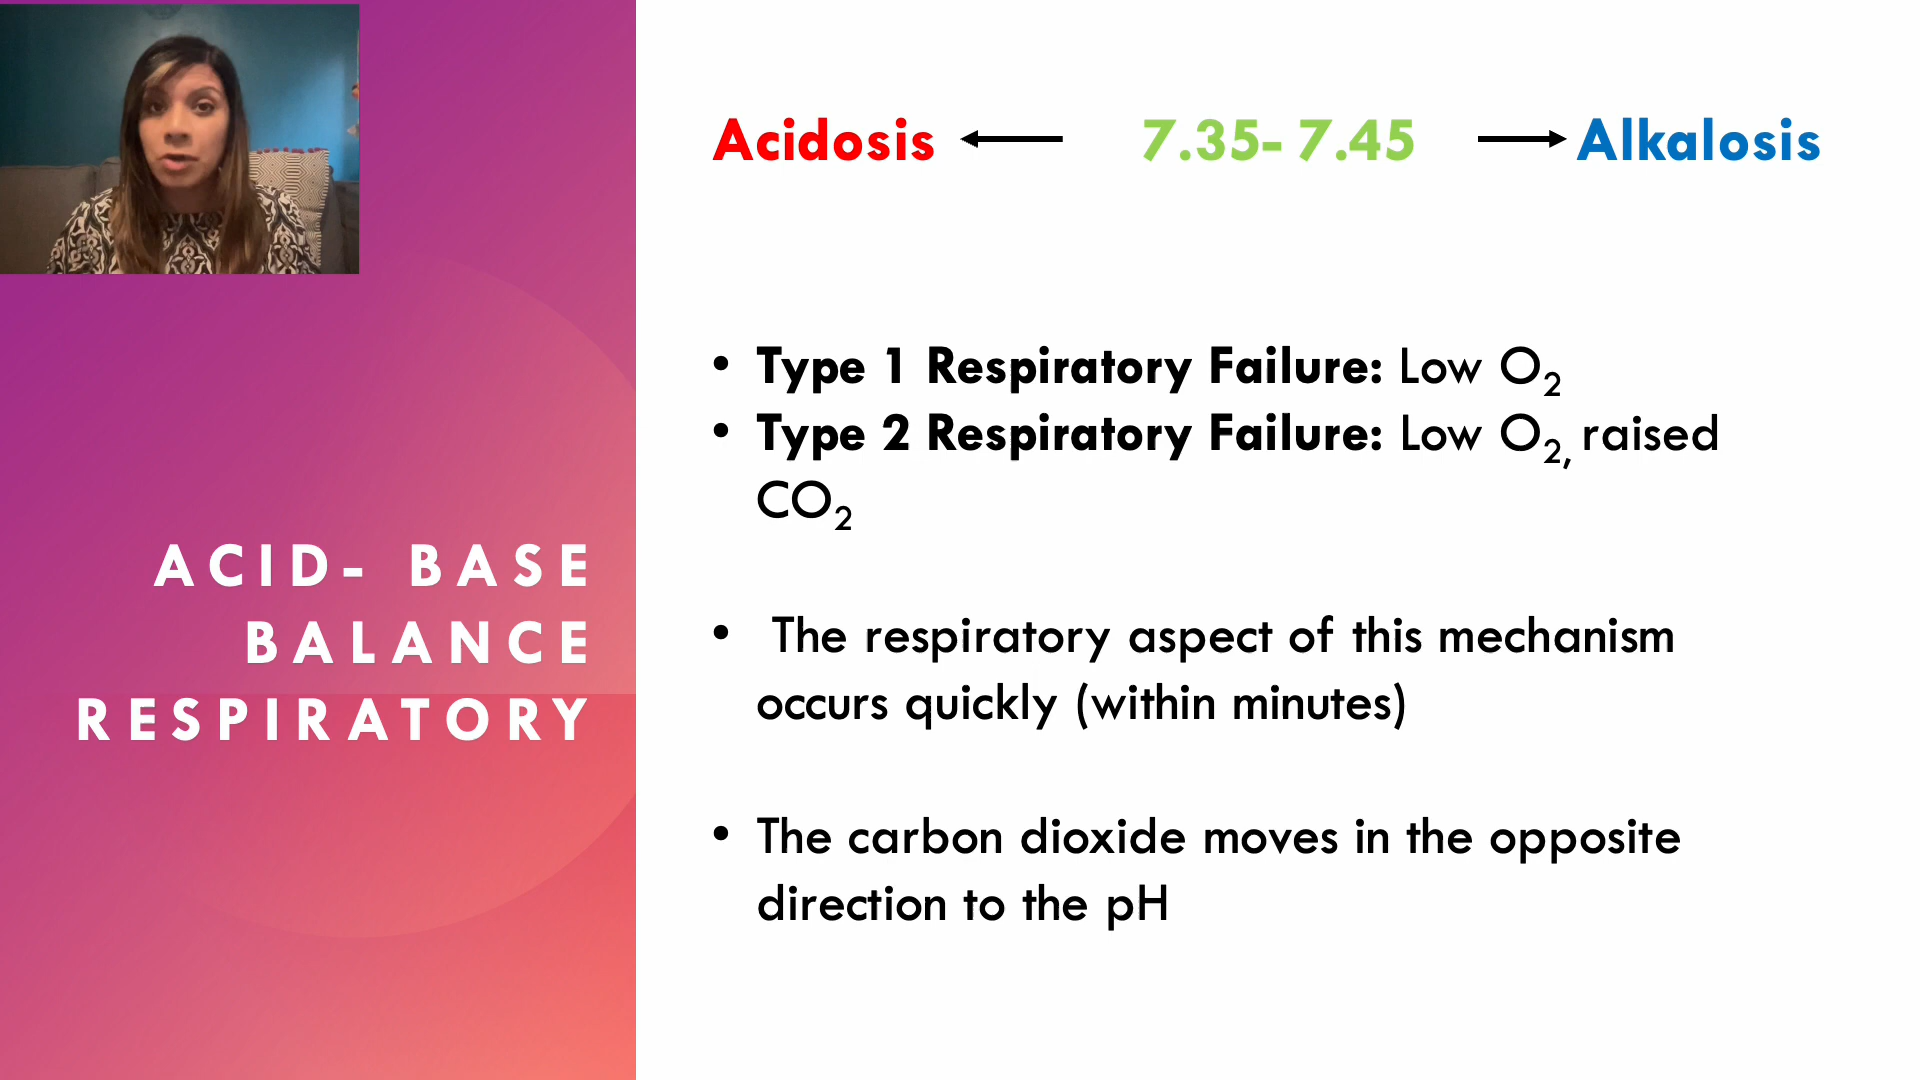 ACID- BASE
BALANCE
RESPIRATORY
Acidosis 7.35- 7.45 Alkalosis
• Type 1 Respiratory Failure: Low O₂
• Type 2 Respiratory Failure: Low O₂, raised
CO₂
• The respiratory aspect of this mechanism
occurs quickly (within minutes)
• The carbon dioxide moves in the opposite
direction to the pH